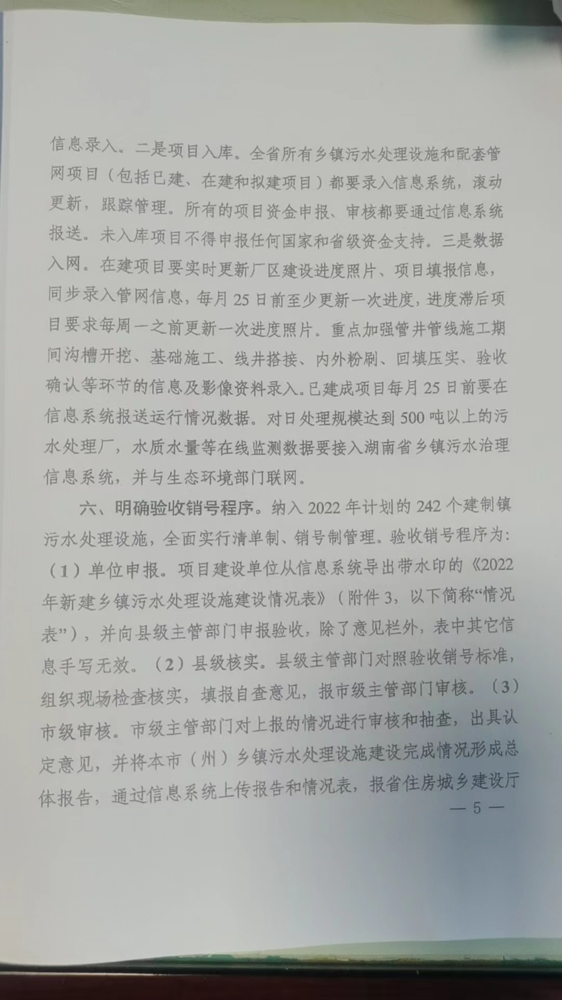 信息录入。二是项目入库。全省所有乡镇污水处理设施和配套管
网项目（包括已建、在建和拟建项目）都要录入信息系统，滚动
更新，跟踪管理。所有的项目资金申报、审核都要通过信息系统
报送。未入库项目不得申报任何国家和省级资金支持。三是数据
入网。在建项目要实时更新厂区建设进度照片、项目填报信息，
同步录入管网信息，每月 25 日前至少更新一次进度，进度滞后项
目要求每周一之前更新一次进度照片。重点加强管井管线施工期
间沟槽开挖、基础施工、线井搭接、内外粉刷、回填压实、验收
确认等环节的信息及影像资料录入。已建成项目每月 25 日前要在
信息系统报送运行情况数据。对日处理规模达到 500 吨以上的污
水处理厂，水质水量等在线监测数据要接入湖南省乡镇污水治理
信息系统，并与生态环境部门联网。
六、明确验收销号程序。纳入 2022 年计划的 242 个建制镇
污水处理设施，全面实行清单制、销号制管理。验收销号程序为：
（1）单位申报。项目建设单位从信息系统导出带水印的《2022
年新建乡镇污水处理设施建设情况表》（附件 3，以下简称“情况
表”），并向县级主管部门申报验收，除了意见栏外，表中其它信
息手写无效。（2）县级核实。县级主管部门对照验收销号标准，
组织现场检查核实，填报自查意见，报市级主管部门审核。（3）
市级审核。市级主管部门对上报的情况进行审核和抽查，出具认
定意见，并将本市（州）乡镇污水处理设施建设完成情况形成总
体报告，通过信息系统上传报告和情况表，报省住房城乡建设厅
— 5 —